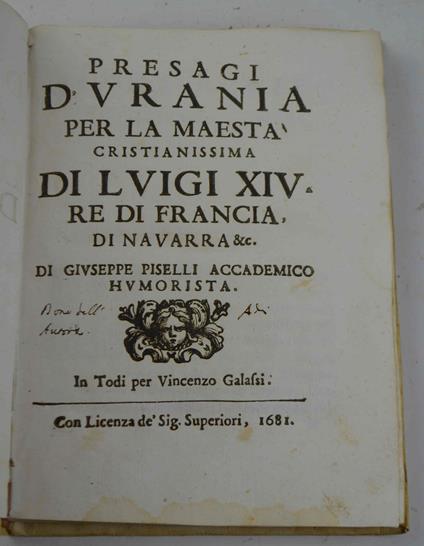 PRESAGI
D'VRANIA
PER LA MAESTA'
CRISTIANISSIMA
DI LVIGI XIV.
RE DI FRANCIA,
DI NAVARRA &c.
DI GIVSEPPE PISELLI ACCADEMICO
HVMORISTA.
In Todi per Vincenzo Galassi.
Con Licenza de' Sig. Superiori, 1681.